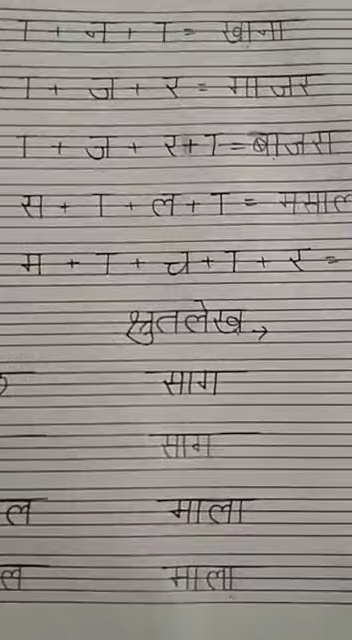 ा + न + ा = खाना
ा + ज + र = गाजर
ा + ज + र + ा = बाजरा
स + ा + ल + ा = मसाल
म + ा + च + ा + र =
श्रुतलेख →
साग
साग
ल माला
ल माला